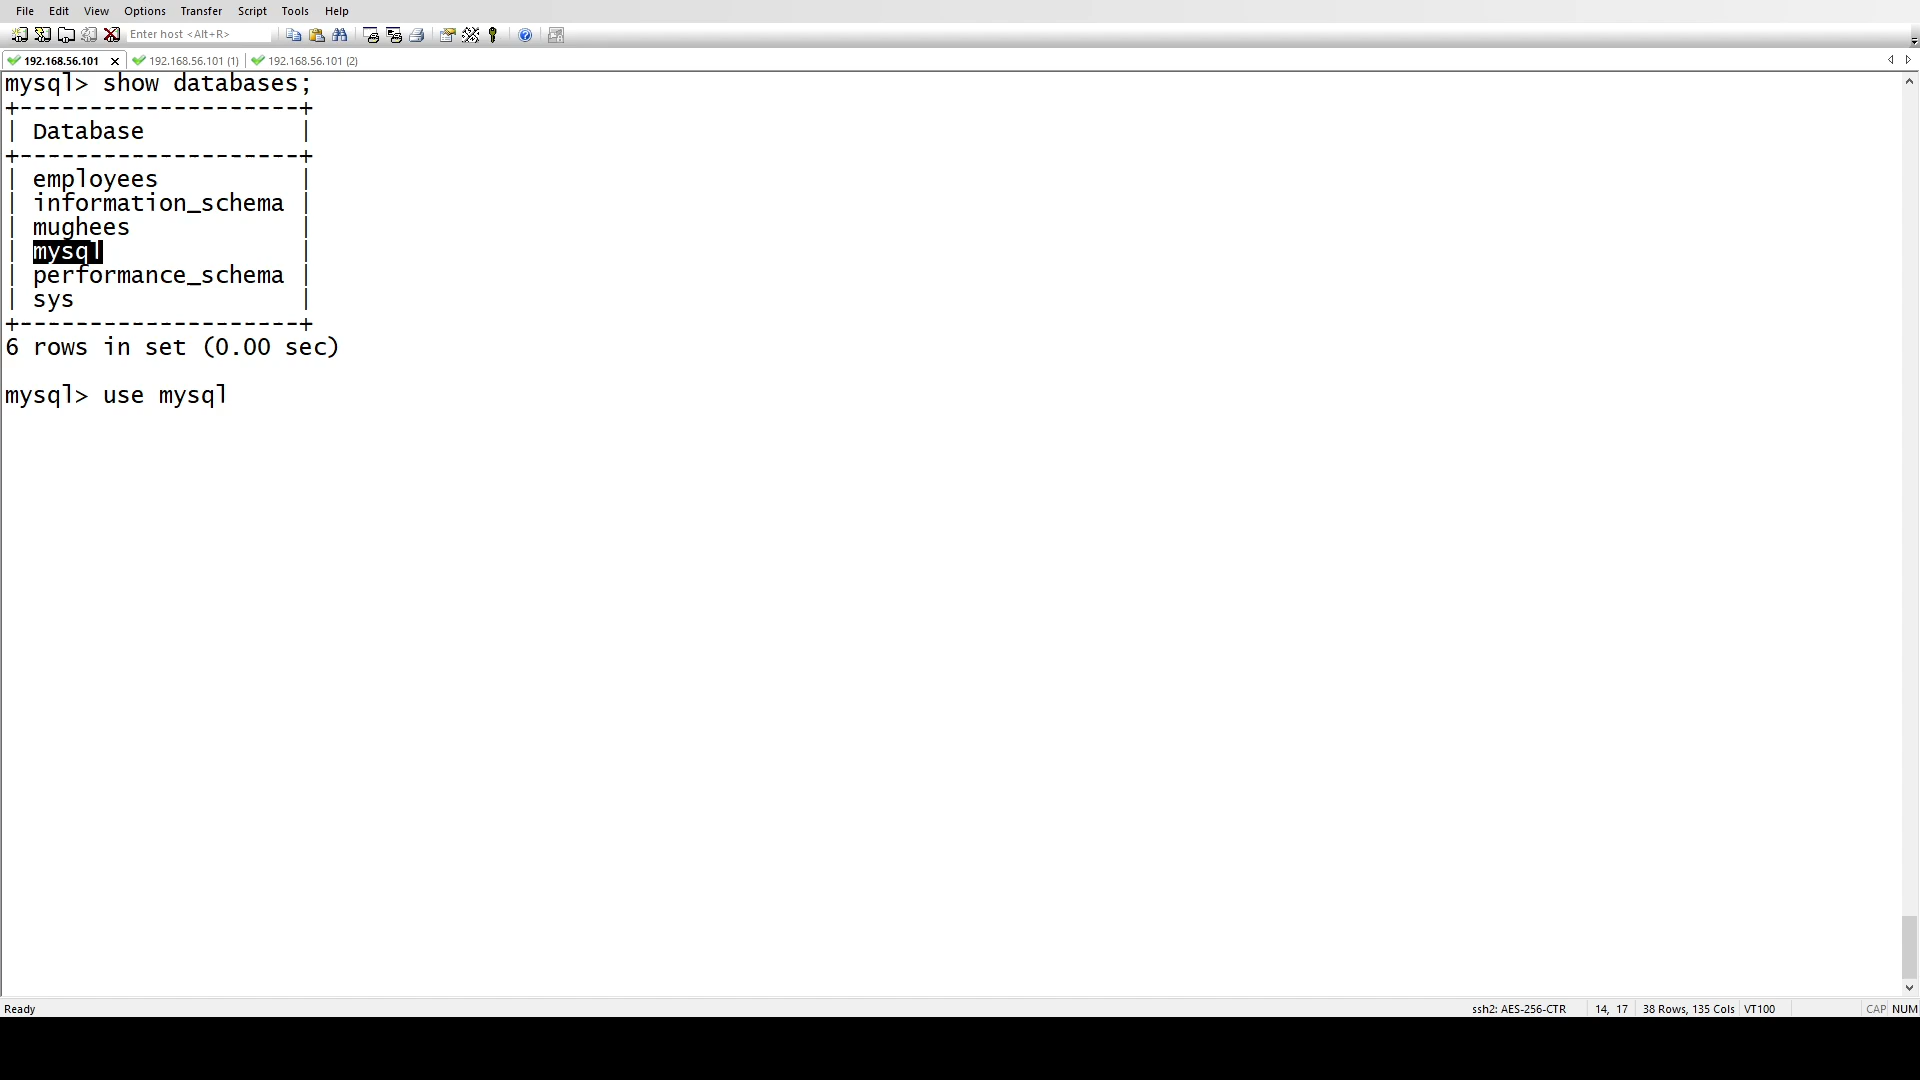 File Edit View Options Transfer Script Tools Help
Enter host <Alt+R>
192.168.56.101 192.168.56.101 (1) 192.168.56.101 (2)
mysql> show databases;
+--------------------+
| Database           |
+--------------------+
| employees          |
| information_schema |
| mughees            |
| mysql              |
| performance_schema |
| sys                |
+--------------------+
6 rows in set (0.00 sec)
mysql> use mysql
Ready ssh2: AES-256-CTR 14, 17 38 Rows, 135 Cols VT100 CAP NUM